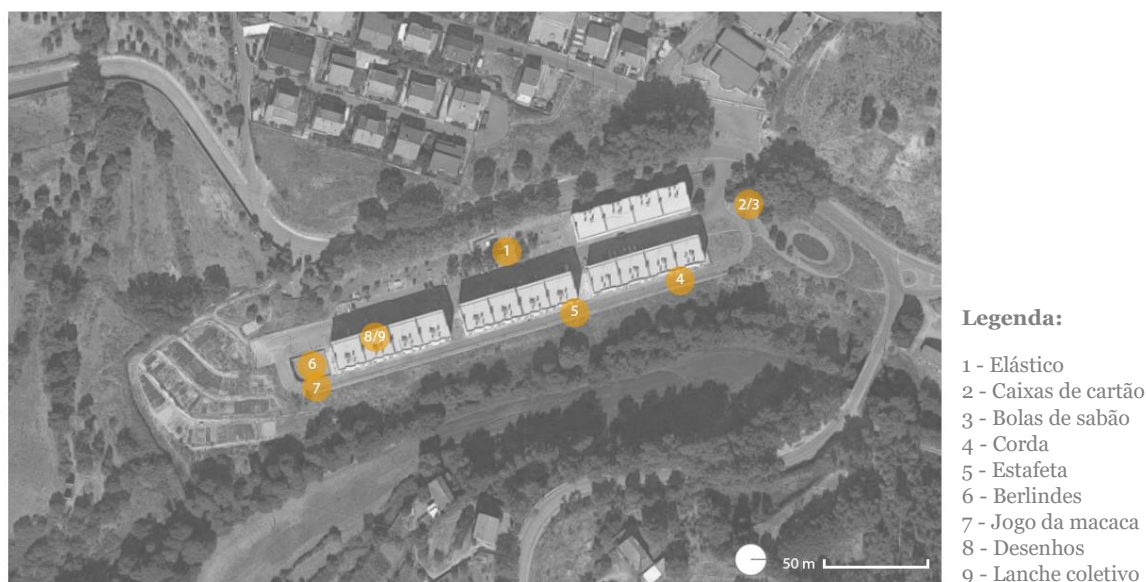 2/3
1
4
5
8/9
6
7
50 m
Legenda:
1 - Elástico
2 - Caixas de cartão
3 - Bolas de sabão
4 - Corda
5 - Estafeta
6 - Berlindes
7 - Jogo da macaca
8 - Desenhos
9 - Lanche coletivo